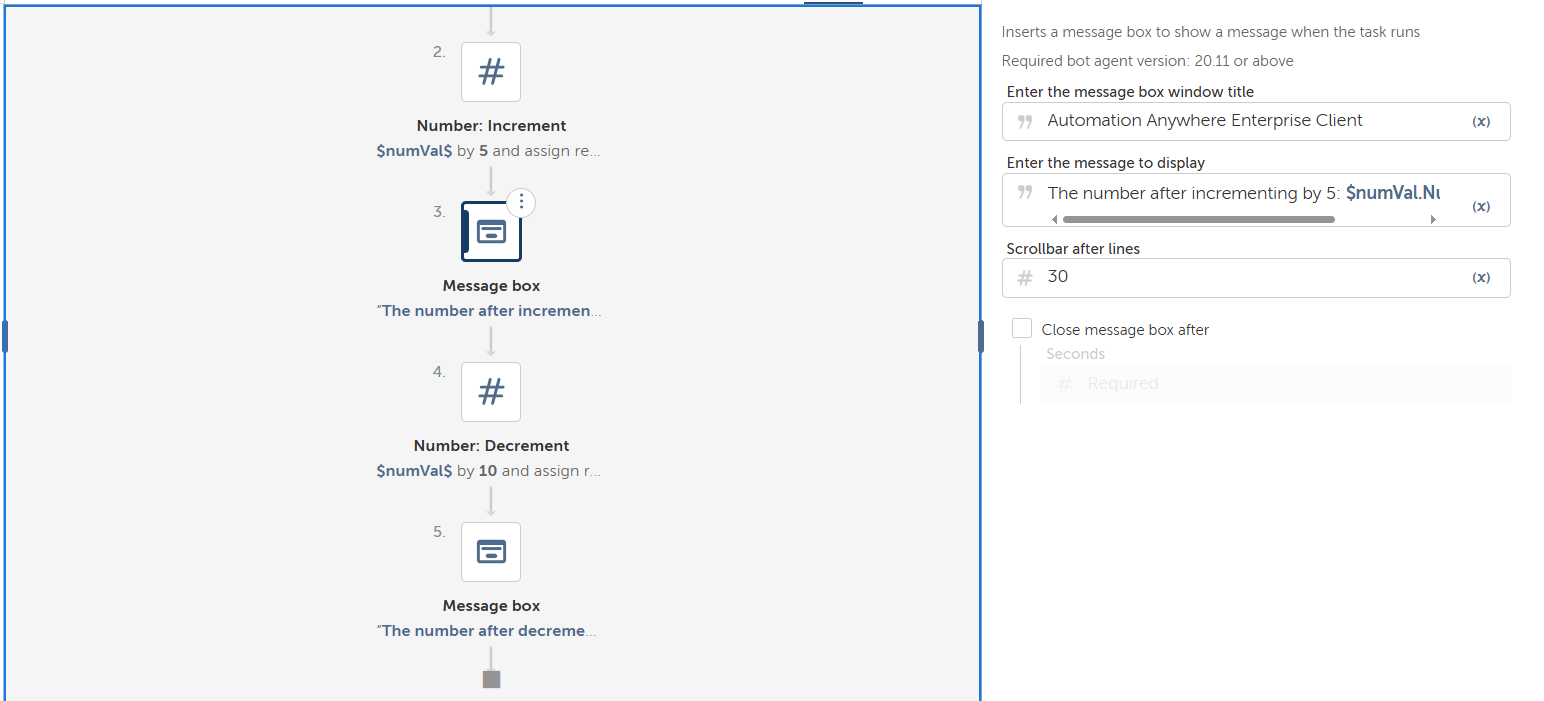 2.
Number: Increment
$numVal$ by 5 and assign re...
3.
Message box
"The number after incremen...
4.
Number: Decrement
$numVal$ by 10 and assign r...
5.
Message box
"The number after decreme...
Inserts a message box to show a message when the task runs
Required bot agent version: 20.11 or above
Enter the message box window title
Automation Anywhere Enterprise Client (x)
Enter the message to display
The number after incrementing by 5: $numVal.Nu (x)
Scrollbar after lines
# 30 (x)
Close message box after
Seconds
# Required